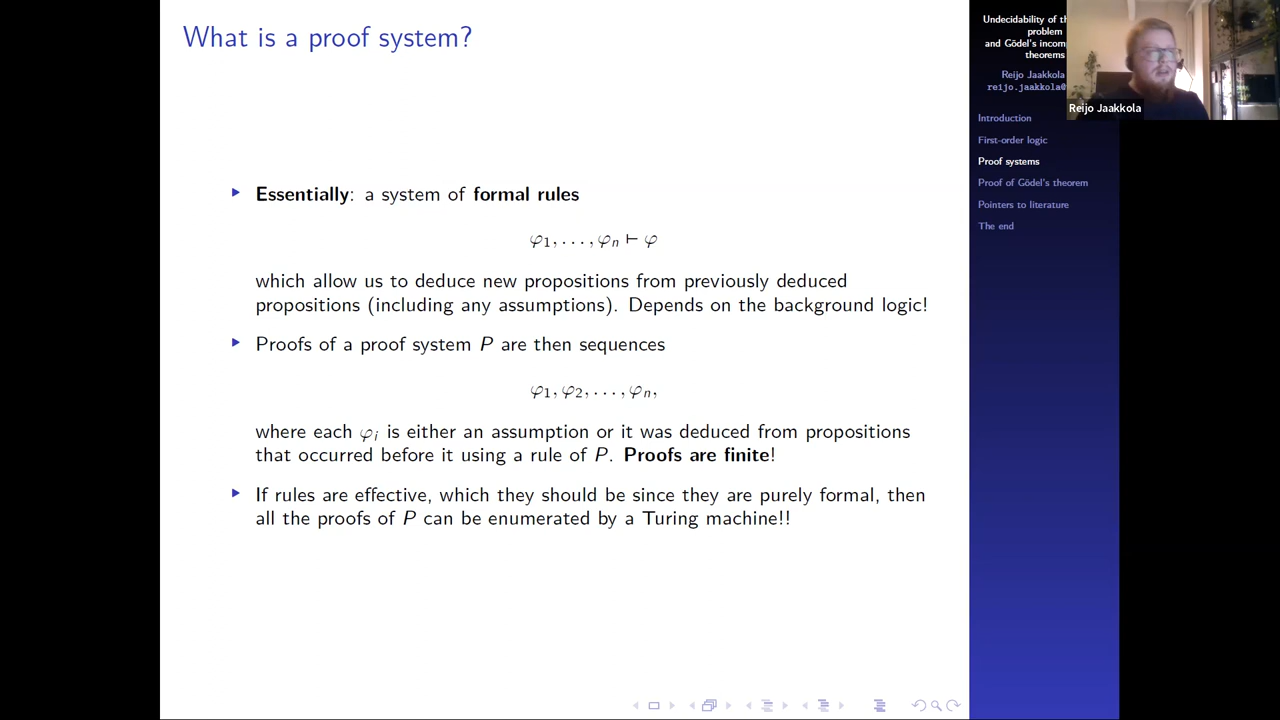 What is a proof system?
Essentially: a system of formal rules
φ₁, . . . , φₙ ⊢ φ
which allow us to deduce new propositions from previously deduced
propositions (including any assumptions). Depends on the background logic!
Proofs of a proof system P are then sequences
φ₁, φ₂, . . . , φₙ,
where each φᵢ is either an assumption or it was deduced from propositions
that occurred before it using a rule of P. Proofs are finite!
If rules are effective, which they should be since they are purely formal, then
all the proofs of P can be enumerated by a Turing machine!!
Undecidability of
problem
and Gödel's
theorems
Reijo Jaakkola
reijo.jaakkola
Introduction
First-order logic
Proof systems
Proof of Gödel's theorem
Pointers to literature
The end
Reijo Jaakkola